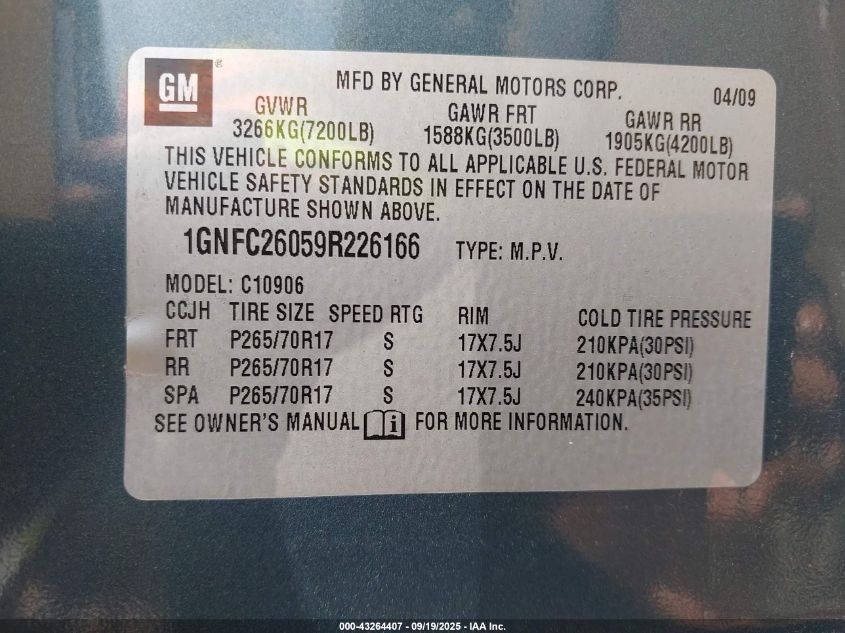 GM®
MFD BY GENERAL MOTORS CORP. 04/09
GVWR GAWR FRT GAWR RR
3266KG(7200LB) 1588KG(3500LB) 1905KG(4200LB)
THIS VEHICLE CONFORMS TO ALL APPLICABLE U.S. FEDERAL MOTOR
VEHICLE SAFETY STANDARDS IN EFFECT ON THE DATE OF
MANUFACTURE SHOWN ABOVE.
1GNFC26059R226166 TYPE: M.P.V.
MODEL: C10906
CCJH TIRE SIZE SPEED RTG RIM COLD TIRE PRESSURE
FRT P265/70R17 S 17X7.5J 210KPA(30PSI)
RR P265/70R17 S 17X7.5J 210KPA(30PSI)
SPA P265/70R17 S 17X7.5J 240KPA(35PSI)
SEE OWNER'S MANUAL i FOR MORE INFORMATION.
000-43264407 - 09/19/2025 - IAA Inc.